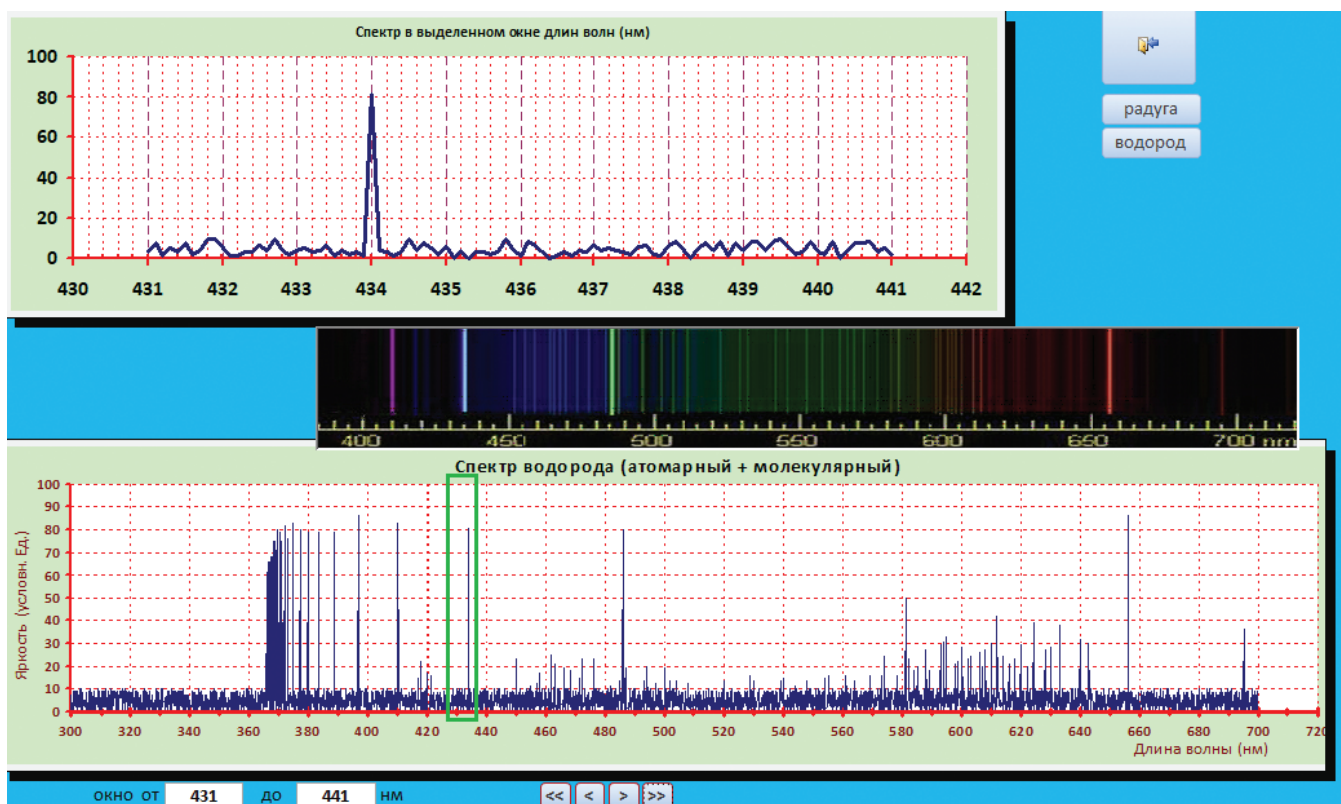 Спектр в выделенном окне длин волн (нм)
100
80
60
40
20
0
430 431 432 433 434 435 436 437 438 439 440 441 442
радуга
водород
400 450 500 550 600 650 700 nm
Спектр водорода (атомарный + молекулярный)
Яркость (условн. Ед.)
100
90
80
70
60
50
40
30
20
10
0
300 320 340 360 380 400 420 440 460 480 500 520 540 560 580 600 620 640 660 680 700 720
Длина волны (нм)
окно от 431 до 441 нм << < > >>